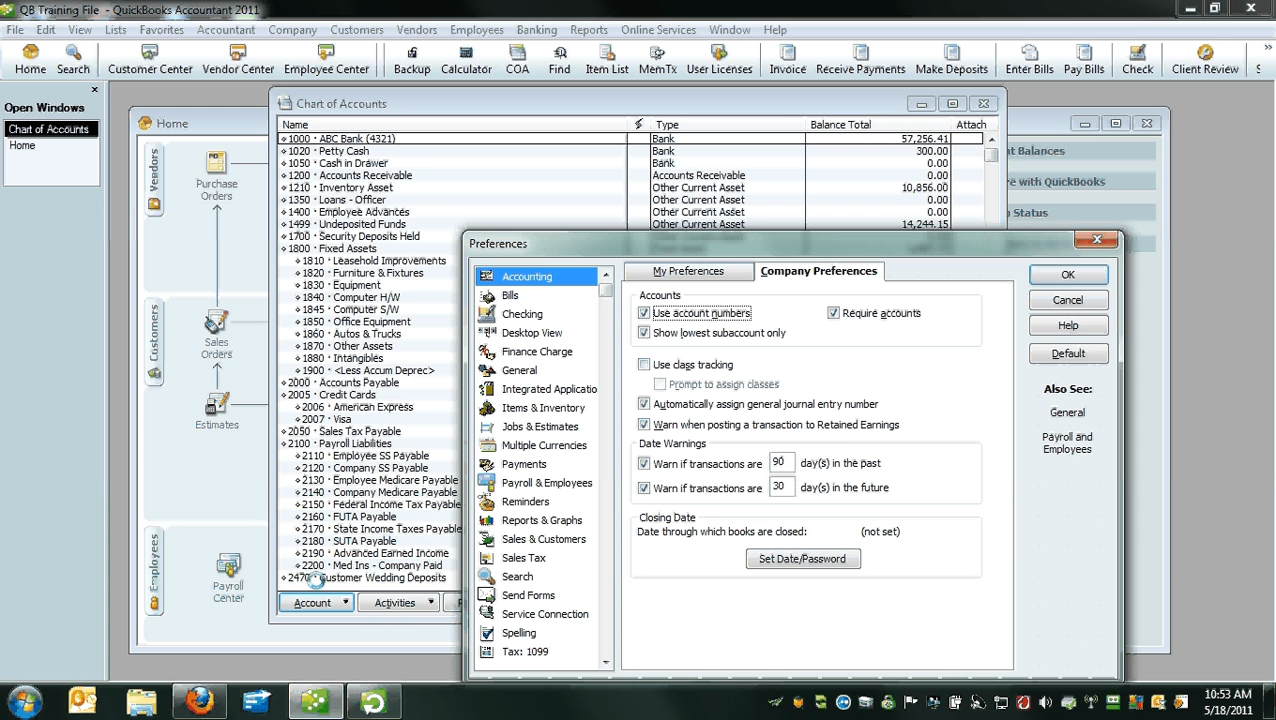 QB Training File - QuickBooks Accountant 2011
File Edit View Lists Favorites Accountant Company Customers Vendors Employees Banking Reports Online Services Window Help
Home Search Customer Center Vendor Center Employee Center Backup Calculator COA Find Item List MemTx User Licenses Invoice Receive Payments Make Deposits Enter Bills Pay Bills Check Client Review S
Open Windows
Chart of Accounts
Home
Home
Vendors
Purchase
Orders
Customers
Sales
Orders
Estimates
Employees
Payroll
Center
Chart of Accounts
Name Type Balance Total Attach
1000 · ABC Bank (4321) Bank 57,256.41
1020 · Petty Cash Bank 300.00
1050 · Cash in Drawer Bank 0.00
1200 · Accounts Receivable Accounts Receivable 0.00
1210 · Inventory Asset Other Current Asset 10,856.00
1350 · Loans - Officer Other Current Asset 0.00
1400 · Employee Advances Other Current Asset 0.00
1499 · Undeposited Funds Other Current Asset 14,244.15
1700 · Security Deposits Held
1800 · Fixed Assets
1810 · Leasehold Improvements
1820 · Furniture & Fixtures
1830 · Equipment
1840 · Computer H/W
1845 · Computer S/W
1850 · Office Equipment
1860 · Autos & Trucks
1870 · Other Assets
1880 · Intangibles
1900 · <Less Accum Deprec>
2000 · Accounts Payable
2005 · Credit Cards
2006 · American Express
2007 · Visa
2050 · Sales Tax Payable
2100 · Payroll Liabilities
2110 · Employee SS Payable
2120 · Company SS Payable
2130 · Employee Medicare Payable
2140 · Company Medicare Payable
2150 · Federal Income Tax Payable
2160 · FUTA Payable
2170 · State Income Taxes Payable
2180 · SUTA Payable
2190 · Advanced Earned Income
2200 · Med Ins - Company Paid
2470 · Customer Wedding Deposits
Account Activities
nt Balances
re with QuickBooks
p Status
Preferences
Accounting
Bills
Checking
Desktop View
Finance Charge
General
Integrated Applicatio
Items & Inventory
Jobs & Estimates
Multiple Currencies
Payments
Payroll & Employees
Reminders
Reports & Graphs
Sales & Customers
Sales Tax
Search
Send Forms
Service Connection
Spelling
Tax: 1099
My Preferences Company Preferences
Accounts
Use account numbers Require accounts
Show lowest subaccount only
Use class tracking
Prompt to assign classes
Automatically assign general journal entry number
Warn when posting a transaction to Retained Earnings
Date Warnings
Warn if transactions are 90 day(s) in the past
Warn if transactions are 30 day(s) in the future
Closing Date
Date through which books are closed: (not set)
Set Date/Password
OK
Cancel
Help
Default
Also See:
General
Payroll and
Employees
10:53 AM
5/18/2011